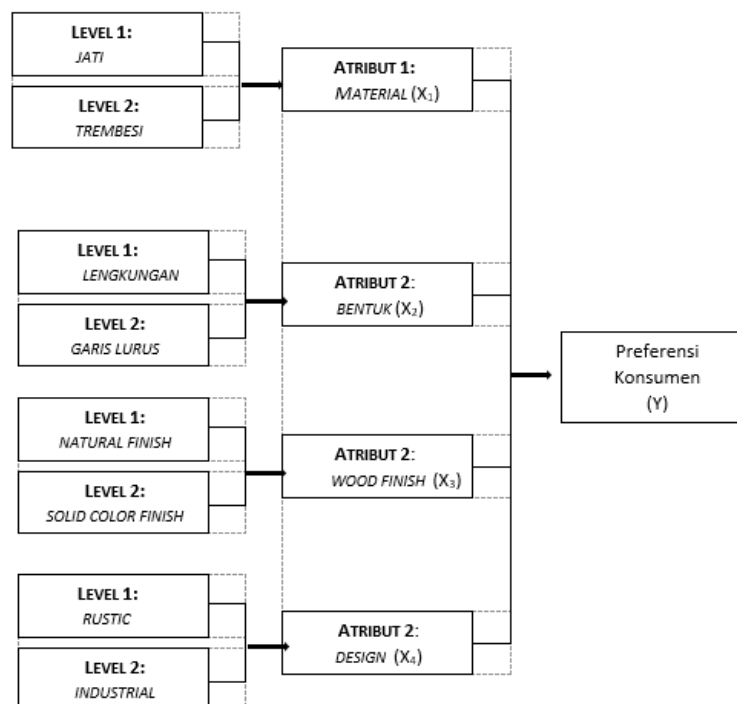 LEVEL 1:
JATI
LEVEL 2:
TREMBESI
ATRIBUT 1:
MATERIAL (X₁)
LEVEL 1:
LENGKUNGAN
LEVEL 2:
GARIS LURUS
ATRIBUT 2:
BENTUK (X₂)
LEVEL 1:
NATURAL FINISH
LEVEL 2:
SOLID COLOR FINISH
ATRIBUT 2:
WOOD FINISH (X₃)
LEVEL 1:
RUSTIC
LEVEL 2:
INDUSTRIAL
ATRIBUT 2:
DESIGN (X₄)
Preferensi
Konsumen
(Y)